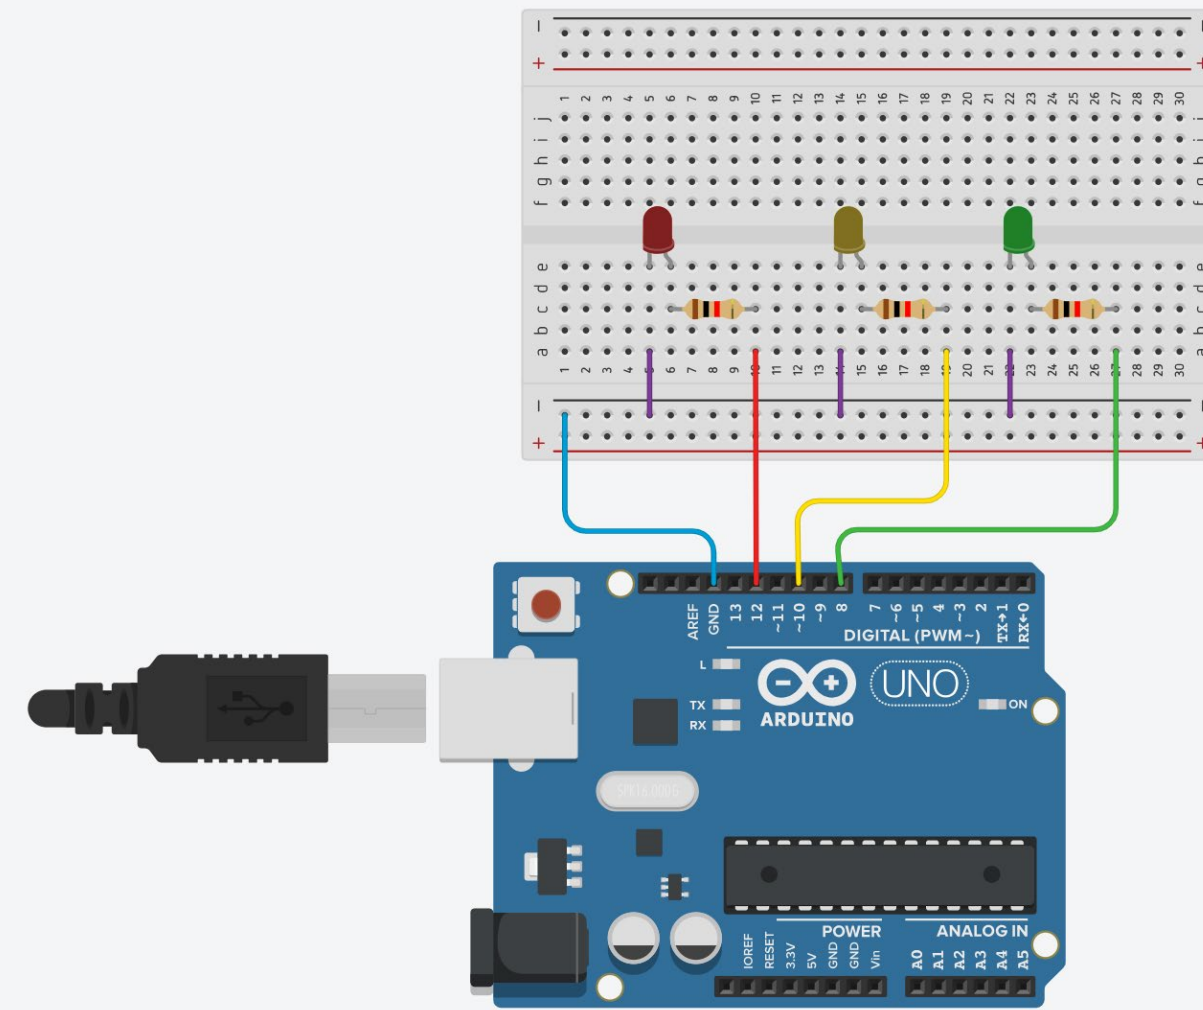 − −
+ +
1 2 3 4 5 6 7 8 9 10 11 12 13 14 15 16 17 18 19 20 21 22 23 24 25 26 27 28 29 30
j j
i i
h h
g g
f f
e e
d d
c c
b b
a a
1 2 3 4 5 6 7 8 9 10 11 12 13 14 15 16 17 18 19 20 21 22 23 24 25 26 27 28 29 30
− −
+ +
AREF GND 13 12 ~11 ~10 ~9 8 7 ~6 ~5 4 ~3 2 TX→1 RX←0
DIGITAL (PWM~)
L
TX
RX
ARDUINO
UNO
ON
POWER
ANALOG IN
IOREF RESET 3.3V 5V GND GND Vin A0 A1 A2 A3 A4 A5